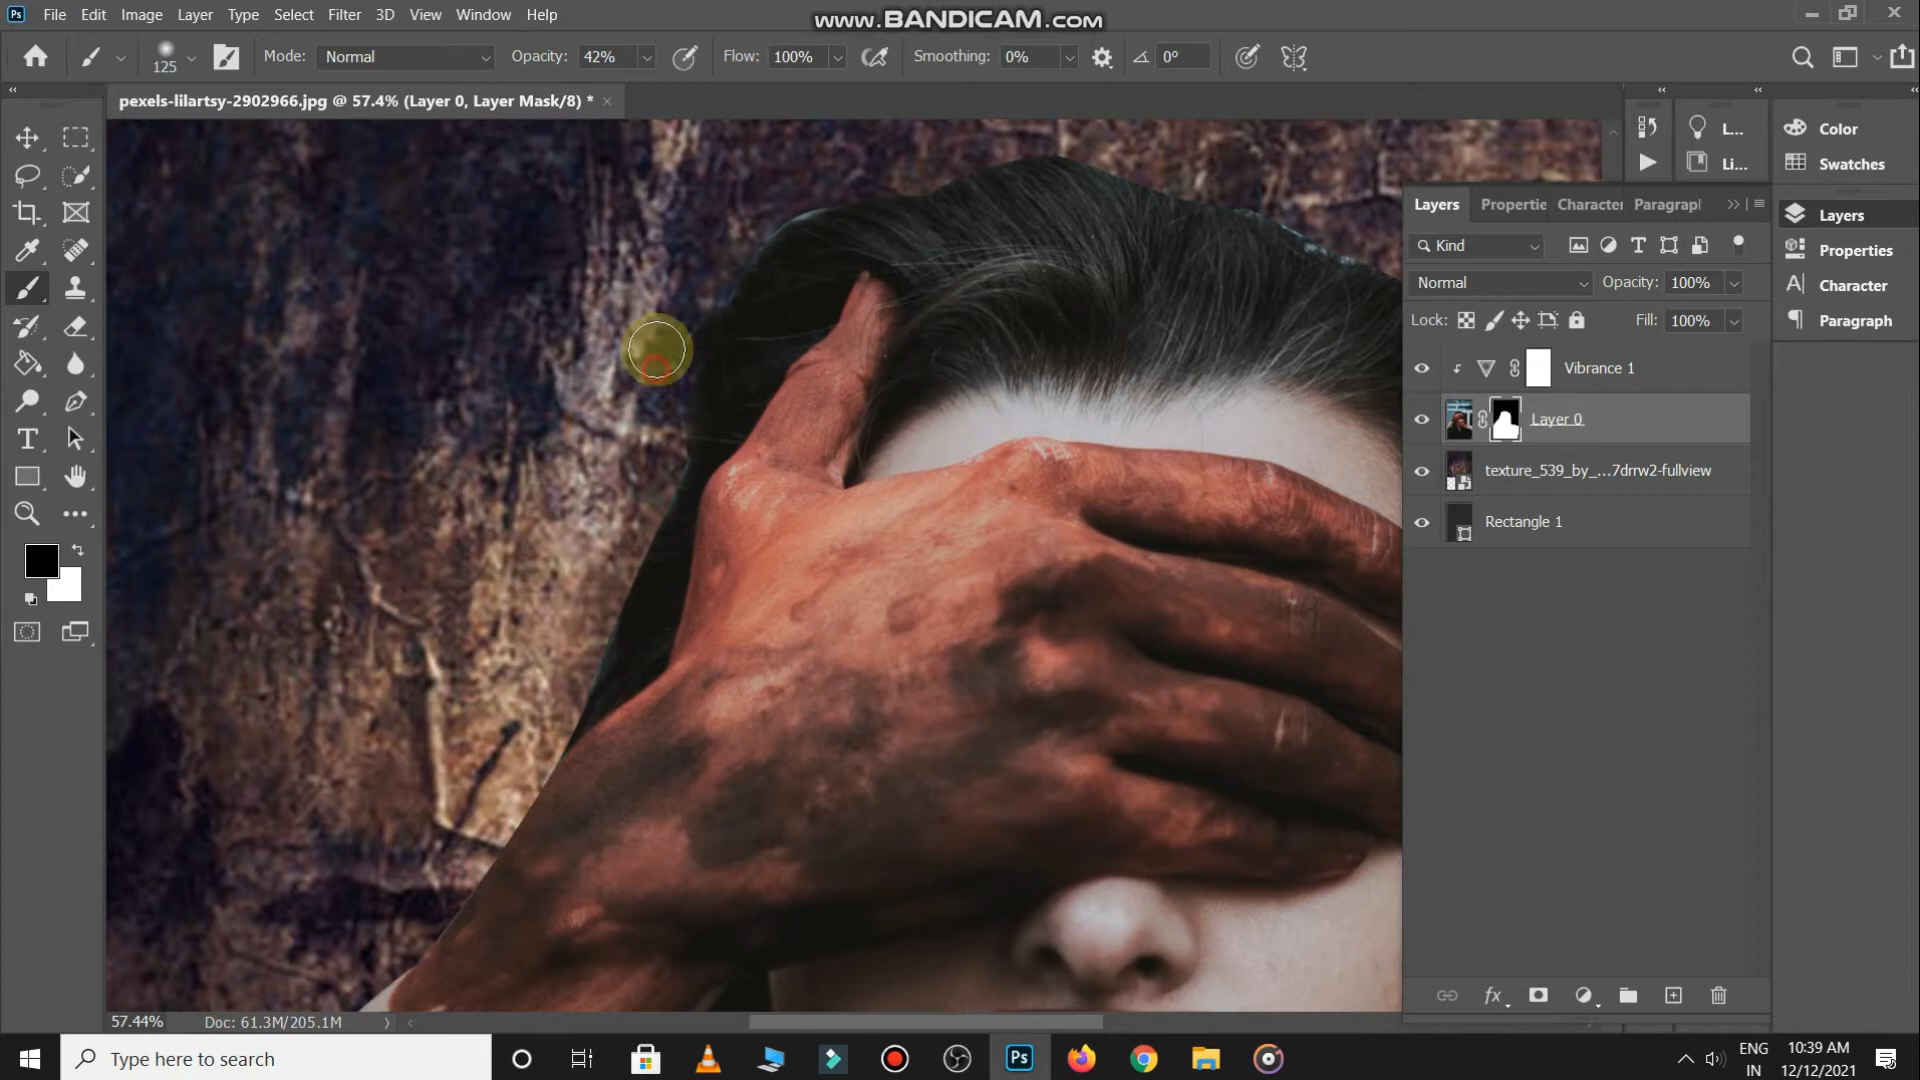 www.BANDICAM.com
Ps File Edit Image Layer Type Select Filter 3D View Window Help
125 Mode: Normal Opacity: 42% Flow: 100% Smoothing: 0% 0°
pexels-lilartsy-2902966.jpg @ 57.4% (Layer 0, Layer Mask/8) *
L...
Li...
Color
Swatches
Layers
Properties
Character
Paragraph
Layers Propertie Character Paragraph
Kind
Normal Opacity: 100%
Lock: Fill: 100%
Vibrance 1
Layer 0
texture_539_by_...7drrw2-fullview
Rectangle 1
fx
57.44% Doc: 61.3M/205.1M
Type here to search
Ps
ENG
IN
10:39 AM
12/12/2021